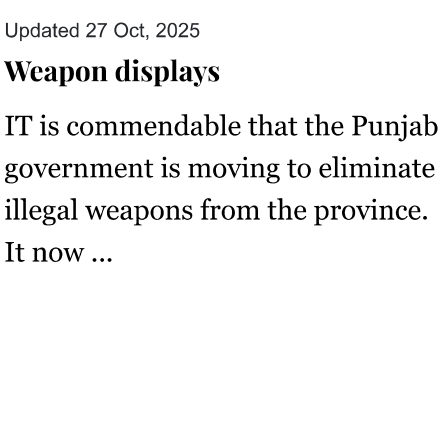 Updated 27 Oct, 2025
Weapon displays
IT is commendable that the Punjab
government is moving to eliminate
illegal weapons from the province.
It now ...